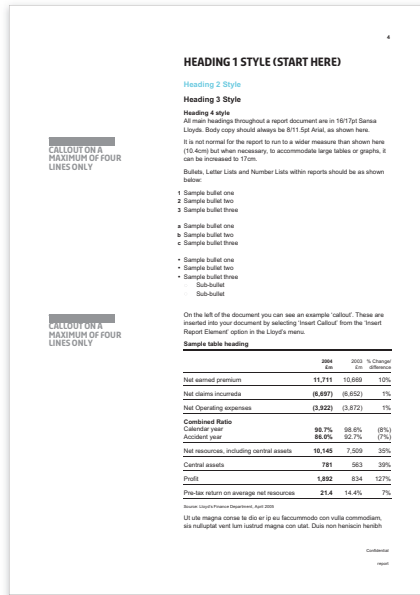 4
HEADING 1 STYLE (START HERE)
Heading 2 Style
Heading 3 Style
Heading 4 style
All main headings throughout a report document are in 16/17pt Sansa
Lloyds. Body copy should always be 8/11.5pt Arial, as shown here.
CALLOUT ON A
MAXIMUM OF FOUR
LINES ONLY
It is not normal for the report to run to a wider measure than shown here
(10.4cm) but when necessary, to accommodate large tables or graphs, it
can be increased to 17cm.
Bullets, Letter Lists and Number Lists within reports should be as shown
below:
1 Sample bullet one
2 Sample bullet two
3 Sample bullet three
a Sample bullet one
b Sample bullet two
c Sample bullet three
• Sample bullet one
• Sample bullet two
• Sample bullet three
Sub-bullet
Sub-bullet
CALLOUT ON A
MAXIMUM OF FOUR
LINES ONLY
On the left of the document you can see an example 'callout'. These are
inserted into your document by selecting 'Insert Callout' from the 'Insert
Report Element' option in the Lloyd's menu.
Sample table heading
2004 2003 % Change/
£m £m difference
Net earned premium 11,711 10,669 10%
Net claims incurreda (6,697) (6,652) 1%
Net Operating expenses (3,922) (3,872) 1%
Combined Ratio
Calendar year 90.7% 98.6% (8%)
Accident year 86.0% 92.7% (7%)
Net resources, including central assets 10,145 7,509 35%
Central assets 781 563 39%
Profit 1,892 834 127%
Pre-tax return on average net resources 21.4 14.4% 7%
Source: Lloyd's Finance Department, April 2005
Ut ute magna conse te dio er ip eu faccummodo con vulla commodiam,
sis nulluptat vent lum iustrud magna con utat. Duis non heniscin henibh
Confidential
report